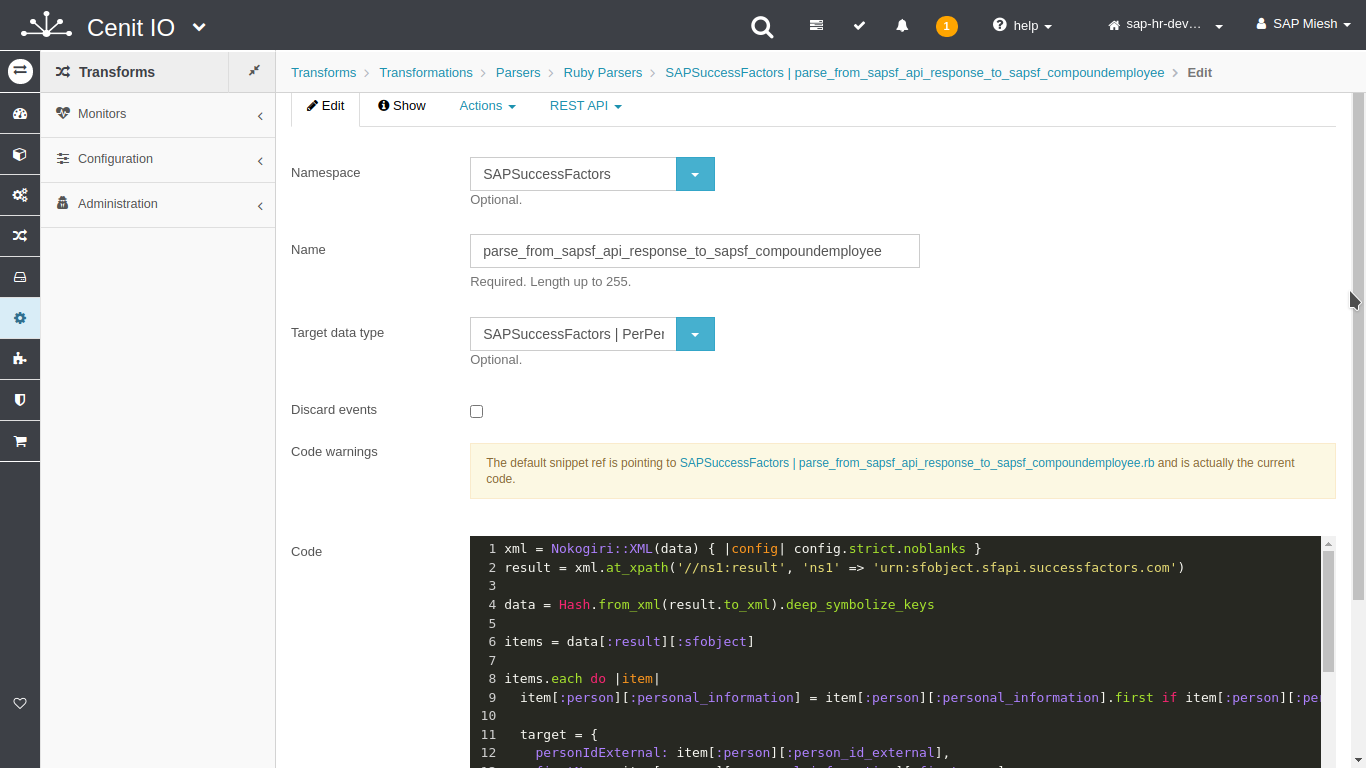 Cenit IO
1
help
sap-hr-dev…
SAP Miesh
Transforms
Transforms
Transformations
Parsers
Ruby Parsers
SAPSuccessFactors | parse_from_sapsf_api_response_to_sapsf_compoundemployee
Edit
Monitors
Configuration
Administration
Edit
Show
Actions
REST API
Namespace
SAPSuccessFactors
Optional.
Name
parse_from_sapsf_api_response_to_sapsf_compoundemployee
Required. Length up to 255.
Target data type
SAPSuccessFactors | PerPer
Optional.
Discard events
Code warnings
The default snippet ref is pointing to SAPSuccessFactors | parse_from_sapsf_api_response_to_sapsf_compoundemployee.rb and is actually the current
code.
Code
1 xml = Nokogiri::XML(data) { |config| config.strict.noblanks }
2 result = xml.at_xpath('//ns1:result', 'ns1' => 'urn:sfobject.sfapi.successfactors.com')
3
4 data = Hash.from_xml(result.to_xml).deep_symbolize_keys
5
6 items = data[:result][:sfobject]
7
8 items.each do |item|
9 item[:person][:personal_information] = item[:person][:personal_information].first if item[:person][:per
10
11 target = {
12 personIdExternal: item[:person][:person_id_external],